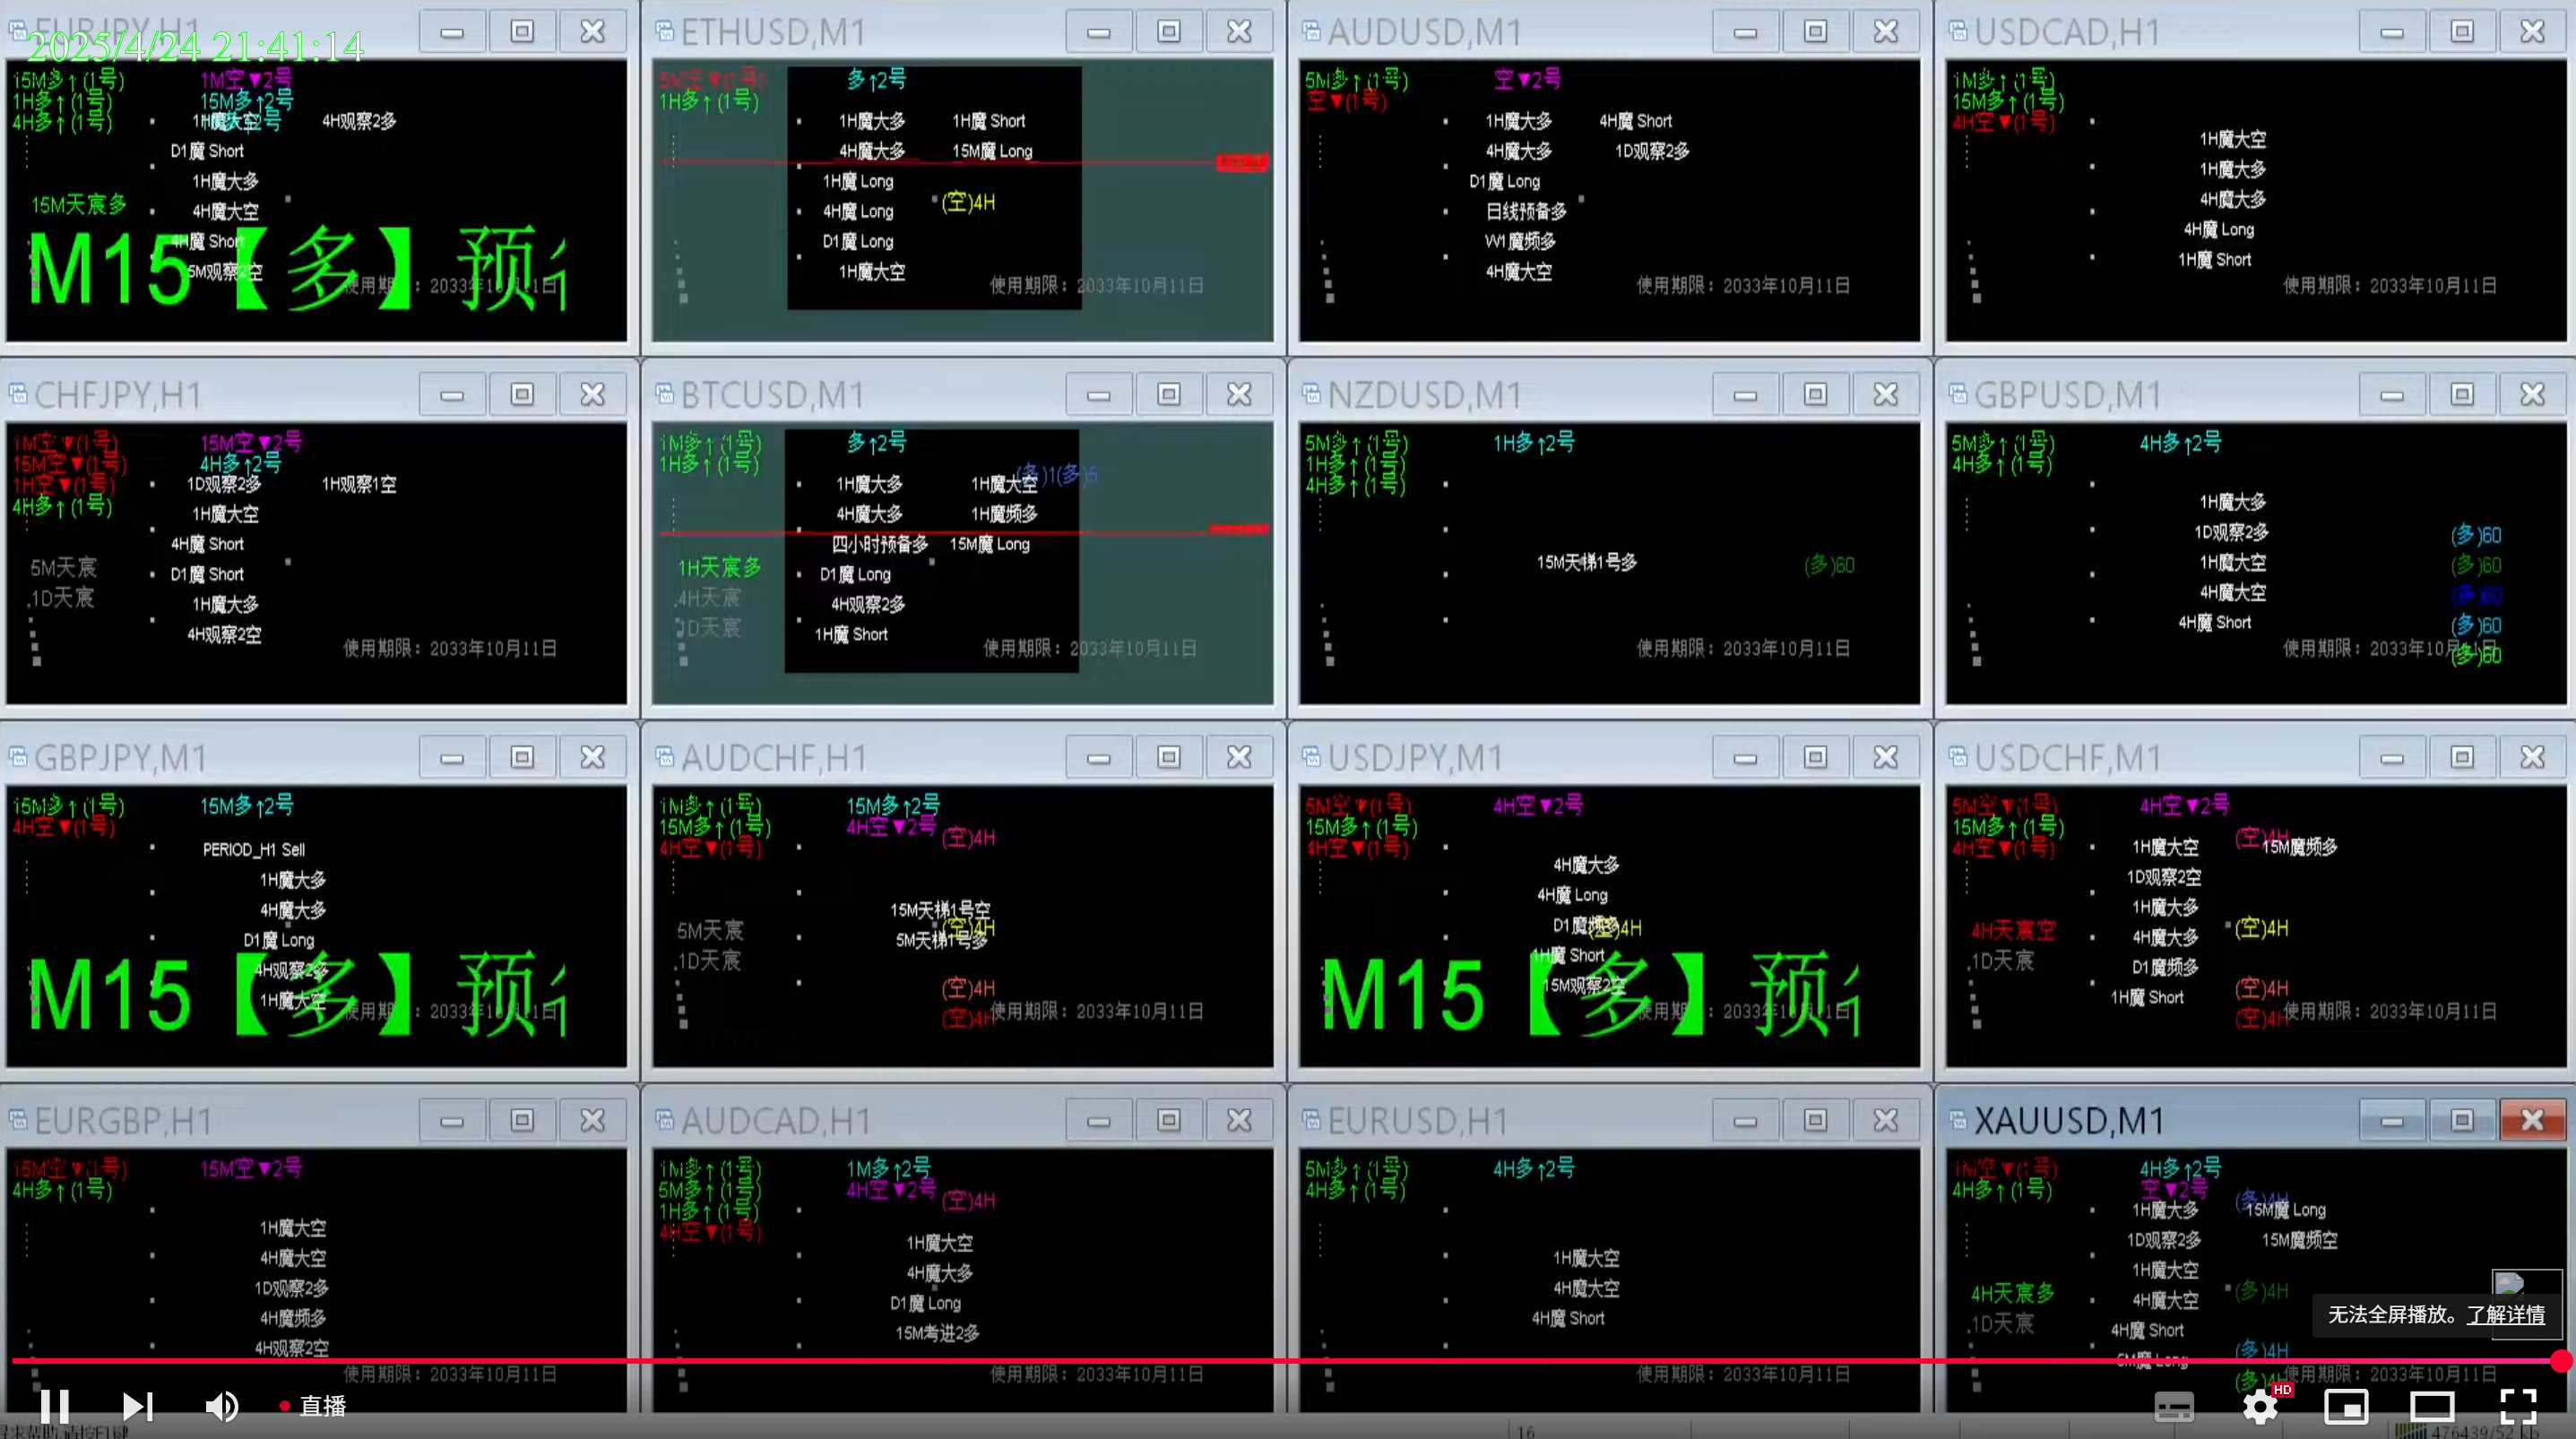 EURJPY,H1
2025/4/24 21:41:14
15M多↑(1号)
1M空▼2号
1H多↑(1号)
15M多↑2号
4H多↑(1号)
1H魔大空
4H观察2多
D1魔 Short
1H魔大多
15M天宸多
4H魔大空
4H魔 Short
M15【多】预
5M观察2空
使用期限：2033年10月11日
ETHUSD,M1
多↑2号
1H多↑(1号)
1H魔大多
1H魔 Short
4H魔大多
15M魔 Long
1H魔 Long
(空)4H
4H魔 Long
D1魔 Long
1H魔大空
使用期限：2033年10月11日
AUDUSD,M1
5M多↑(1号)
空▼2号
空▼(1号)
1H魔大多
4H魔 Short
4H魔大多
1D观察2多
D1魔 Long
日线预备多
W1魔频多
4H魔大空
使用期限：2033年10月11日
USDCAD,H1
1M多↑(1号)
15M多↑(1号)
4H空▼(1号)
1H魔大空
1H魔大多
4H魔大多
4H魔 Long
1H魔 Short
使用期限：2033年10月11日
CHFJPY,H1
1M空▼(1号)
15M空▼2号
15M空▼(1号)
4H多↑2号
1H空▼(1号)
1D观察2多
1H观察1空
4H多↑(1号)
1H魔大空
4H魔 Short
5M天宸
D1魔 Short
1D天宸
1H魔大多
4H观察2空
使用期限：2033年10月11日
BTCUSD,M1
1M多↑(1号)
多↑2号
1H多↑(1号)
(多)1(多)5
1H魔大多
1H魔大空
4H魔大多
1H魔频多
四小时预备多
15M魔 Long
1H天宸多
D1魔 Long
4H天宸
4H观察2多
1D天宸
1H魔 Short
使用期限：2033年10月11日
NZDUSD,M1
5M多↑(1号)
1H多↑2号
1H多↑(1号)
4H多↑(1号)
15M天梯1号多
(多)60
使用期限：2033年10月11日
GBPUSD,M1
5M多↑(1号)
4H多↑2号
4H多↑(1号)
1H魔大多
1D观察2多
(多)60
1H魔大空
(多)60
4H魔大空
(多)60
4H魔 Short
(多)60
使用期限：2033年10月11日
(多)60
GBPJPY,M1
15M多↑(1号)
15M多↑2号
4H空▼(1号)
PERIOD_H1 Sell
1H魔大多
4H魔大多
D1魔 Long
4H观察2多
M15【多】预
1H魔大空
使用期限：2033年10月11日
AUDCHF,H1
1M多↑(1号)
15M多↑2号
15M多↑(1号)
4H空▼2号
(空)4H
4H空▼(1号)
15M天梯1号空
5M天宸
(空)4H
5M天梯1号多
1D天宸
(空)4H
(空)4H
使用期限：2033年10月11日
USDJPY,M1
5M空▼(1号)
4H空▼2号
15M多↑(1号)
4H空▼(1号)
4H魔大多
4H魔 Long
D1魔频多
(空)4H
1H魔 Short
M15【多】预
15M观察2空
使用期限：2033年10月11日
USDCHF,M1
5M空▼(1号)
4H空▼2号
15M多↑(1号)
(空)4H
4H空▼(1号)
1H魔大空
15M魔频多
1D观察2空
1H魔大多
4H天宸空
4H魔大多
(空)4H
1D天宸
D1魔频多
1H魔 Short
(空)4H
(空)4H
使用期限：2033年10月11日
EURGBP,H1
15M空▼(1号)
15M空▼2号
4H多↑(1号)
1H魔大空
4H魔大空
1D观察2多
4H魔频多
4H观察2空
使用期限：2033年10月11日
AUDCAD,H1
1M多↑(1号)
1M多↑2号
5M多↑(1号)
4H空▼2号
(空)4H
1H多↑(1号)
4H空▼(1号)
1H魔大空
4H魔大多
D1魔 Long
15M考进2多
使用期限：2033年10月11日
EURUSD,H1
5M多↑(1号)
4H多↑2号
4H多↑(1号)
1H魔大空
4H魔大空
4H魔 Short
使用期限：2033年10月11日
XAUUSD,M1
1M空▼(1号)
4H多↑2号
4H多↑(1号)
空▼2号
(多)4H
1H魔大多
15M魔 Long
1D观察2多
15M魔频空
1H魔大空
4H天宸多
4H魔大空
(多)4H
1D天宸
4H魔 Short
5M魔 Long
(多)4H
(多)4H
使用期限：2033年10月11日
无法全屏播放。了解详情
直播
HD
16
476439/52 kb